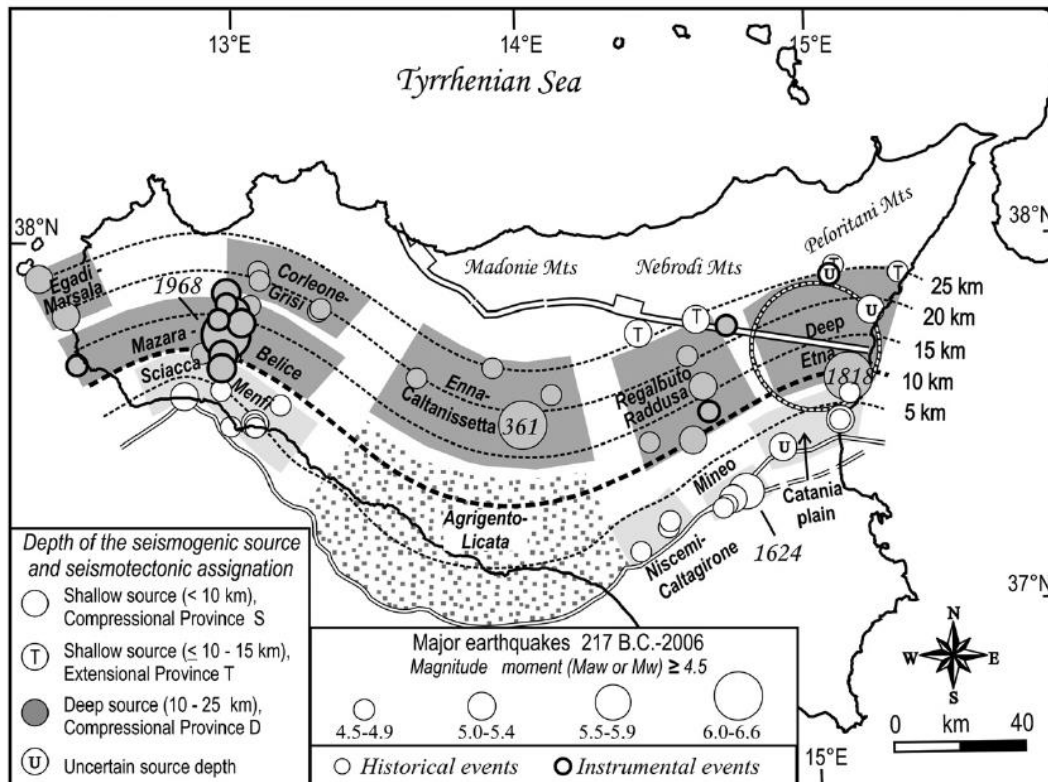 13°E
14°E
15°E
Tyrrhenian Sea
38°N
38°N
Peloritani Mts
Madonie Mts
Nebrodi Mts
Egadi
Marsala
1968
Corleone-
Grisì
T
U
T
25 km
20 km
15 km
10 km
5 km
U
T
T
Deep
Etna
1818
Mazara -
Belice
Sciacca
Menfi
Enna-
Caltanissetta
361
Regalbuto
Raddusa
U
Mineo
Catania
plain
Agrigento-
Licata
Niscemi-
Caltagirone
1624
37°N
Depth of the seismogenic source
and seismotectonic assignation
Shallow source (< 10 km),
Compressional Province S
T Shallow source (≤ 10 - 15 km),
Extensional Province T
Deep source (10 - 25 km),
Compressional Province D
U Uncertain source depth
Major earthquakes 217 B.C.-2006
Magnitude moment (Maw or Mw) ≥ 4.5
4.5-4.9 5.0-5.4 5.5-5.9 6.0-6.6
Historical events Instrumental events
N
W E
S
0 km 40
15°E